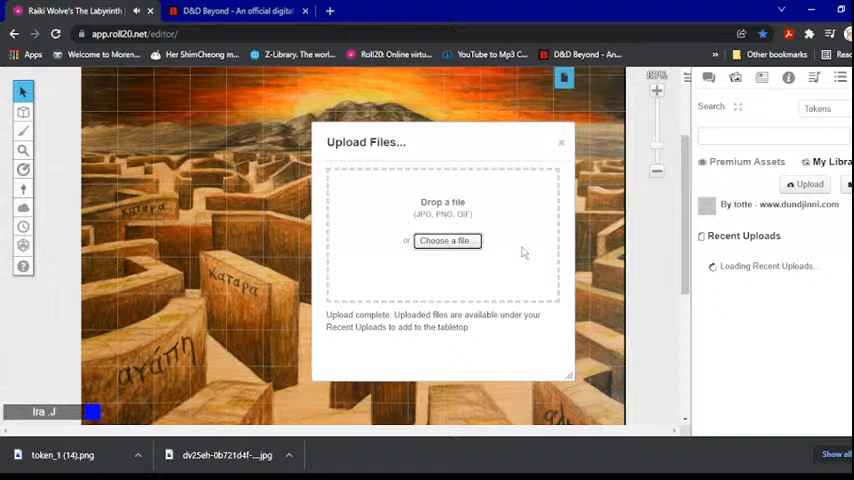 Raiki Wolve's The Labyrinth
D&D Beyond - An official digital
app.roll20.net/editor/
Apps
Welcome to Moren...
Her ShimCheong m...
Z-Library. The worl...
Roll20: Online virtu...
YouTube to Mp3 C...
D&D Beyond - An...
»
Other bookmarks
Upload Files...
Drop a file
(JPG, PNG, GIF)
or Choose a file...
Upload complete. Uploaded files are available under your
Recent Uploads to add to the tabletop.
80%
Search:
Tokens
Premium Assets
My Libra
Upload
By totte - www.dundjinni.com
Recent Uploads
Loading Recent Uploads...
καταρα
Καταρα
αγάπη
Ira .J
token_1 (14).png
dv25eh-0b721d4f-....jpg
Show all